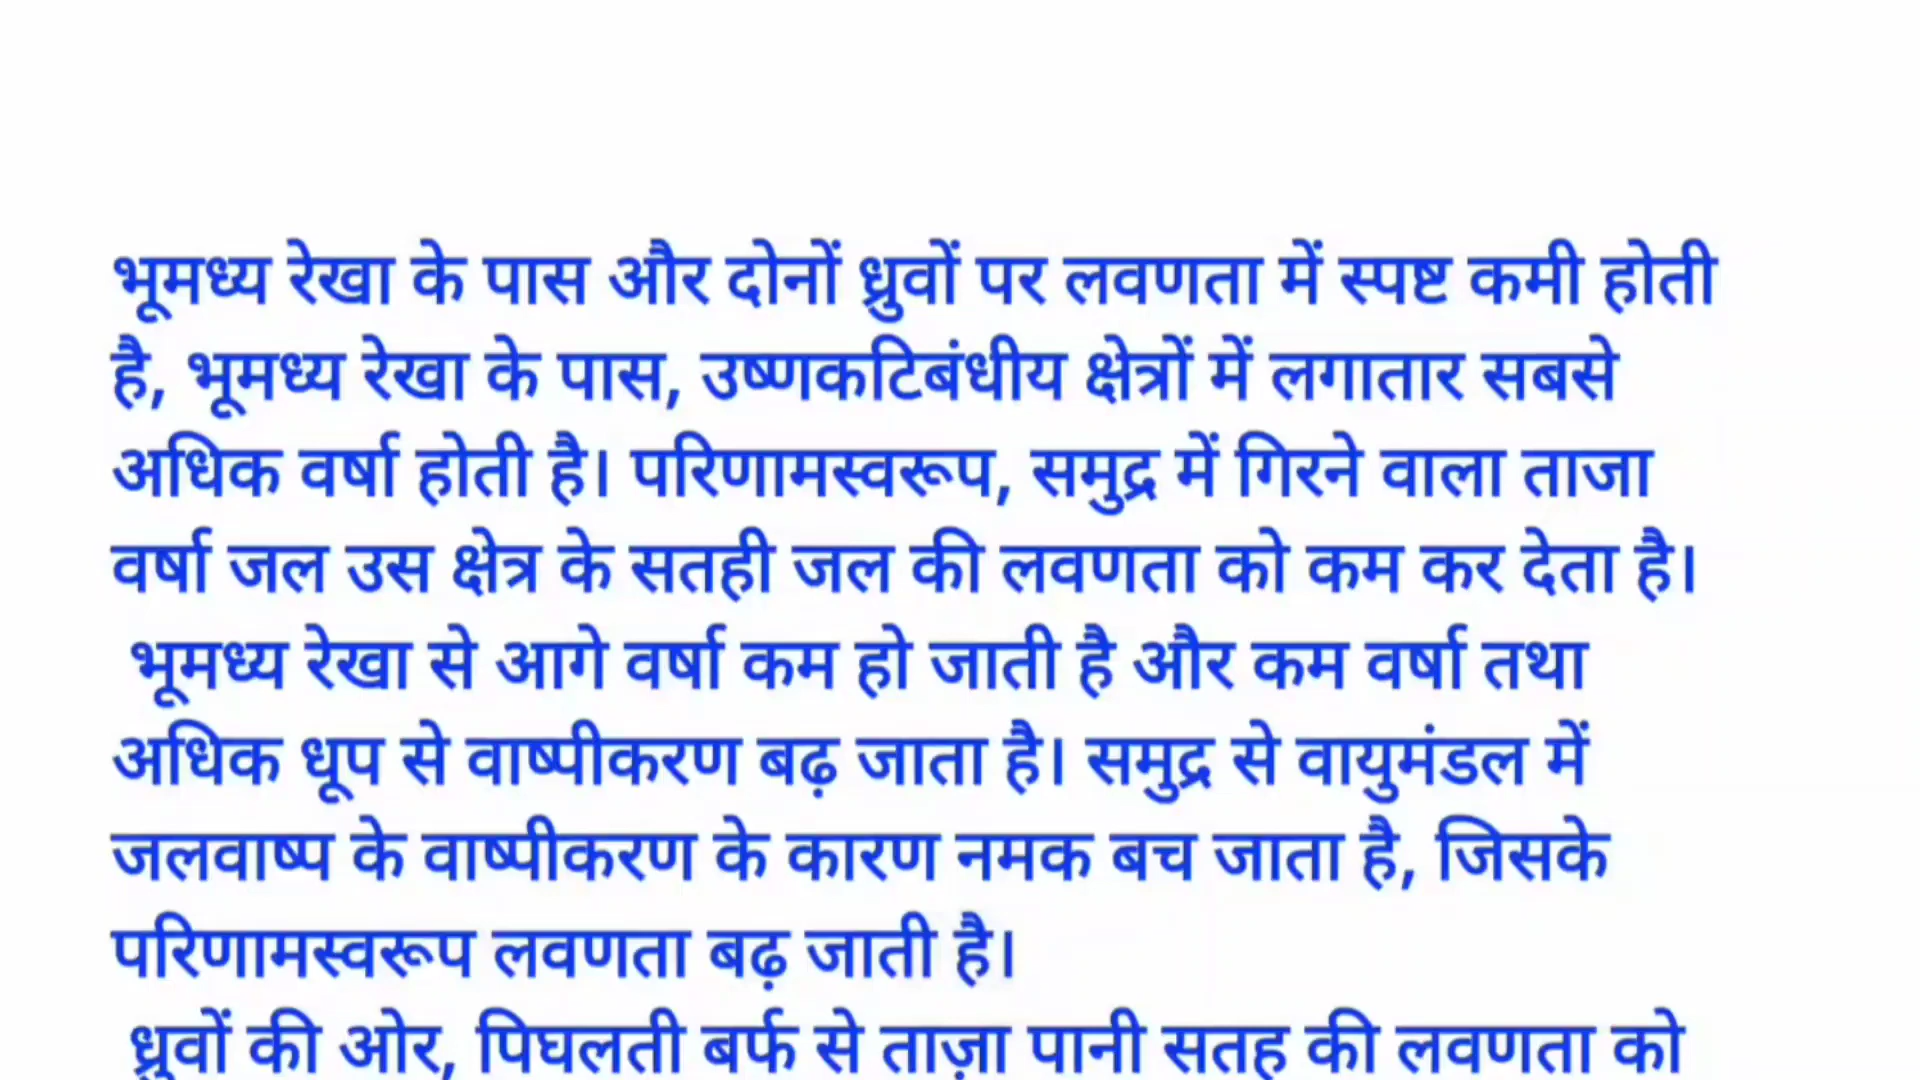 भूमध्य रेखा के पास और दोनों ध्रुवों पर लवणता में स्पष्ट कमी होती
है, भूमध्य रेखा के पास, उष्णकटिबंधीय क्षेत्रों में लगातार सबसे
अधिक वर्षा होती है। परिणामस्वरूप, समुद्र में गिरने वाला ताजा
वर्षा जल उस क्षेत्र के सतही जल की लवणता को कम कर देता है।
भूमध्य रेखा से आगे वर्षा कम हो जाती है और कम वर्षा तथा
अधिक धूप से वाष्पीकरण बढ़ जाता है। समुद्र से वायुमंडल में
जलवाष्प के वाष्पीकरण के कारण नमक बच जाता है, जिसके
परिणामस्वरूप लवणता बढ़ जाती है।
ध्रुवों की ओर, पिघलती बर्फ से ताज़ा पानी सतह की लवणता को